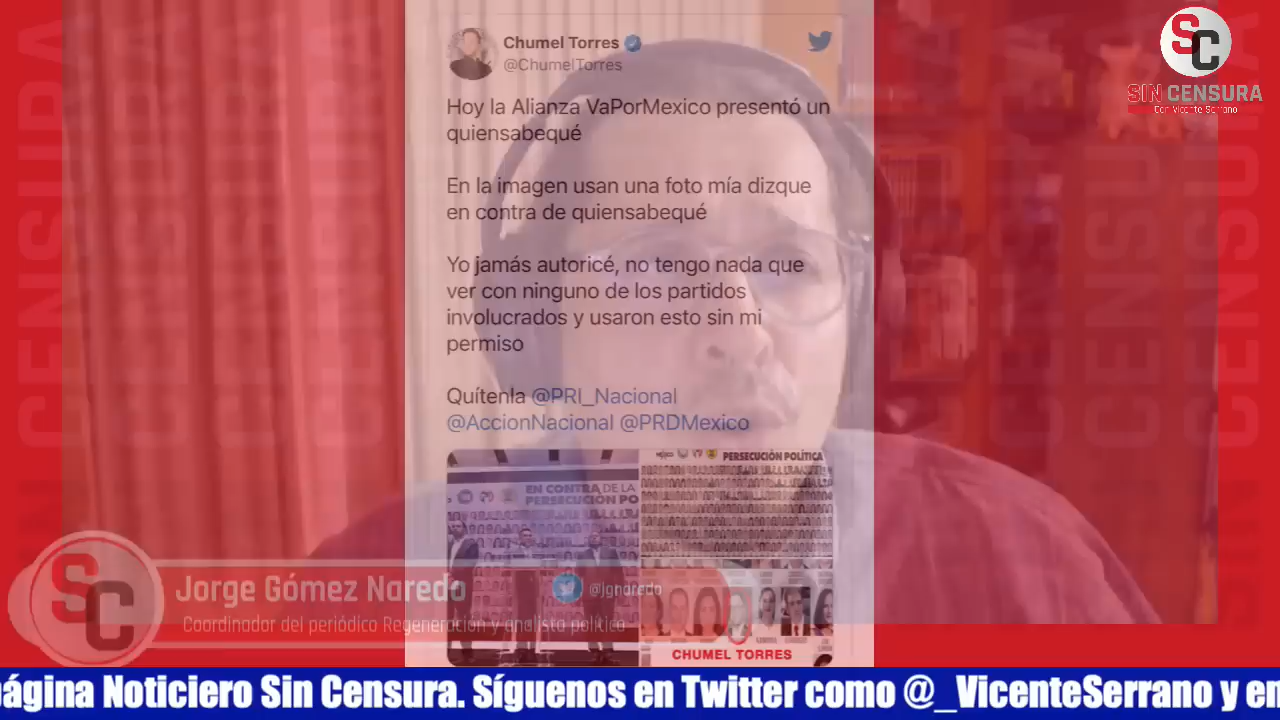 Chumel Torres
@ChumelTorres
Hoy la Alianza VaPorMexico presentó un
quiensabequé
En la imagen usan una foto mía dizque
en contra de quiensabequé
Yo jamás autoricé, no tengo nada que
ver con ninguno de los partidos
involucrados y usaron esto sin mi
permiso
Quítenla @PRI_Nacional
@AccionNacional @PRDMexico
EN CONTRA DE LA
PERSECUCIÓN PO
PERSECUCIÓN POLÍTICA
CHUMEL TORRES
SC
SIN CENSURA
Con Vicente Serrano
CENSURA
SC
Jorge Gómez Naredo
@jgnaredo
Coordinador del periódico Regeneración y analista político
página Noticiero Sin Censura. Síguenos en Twitter como @_VicenteSerrano y en